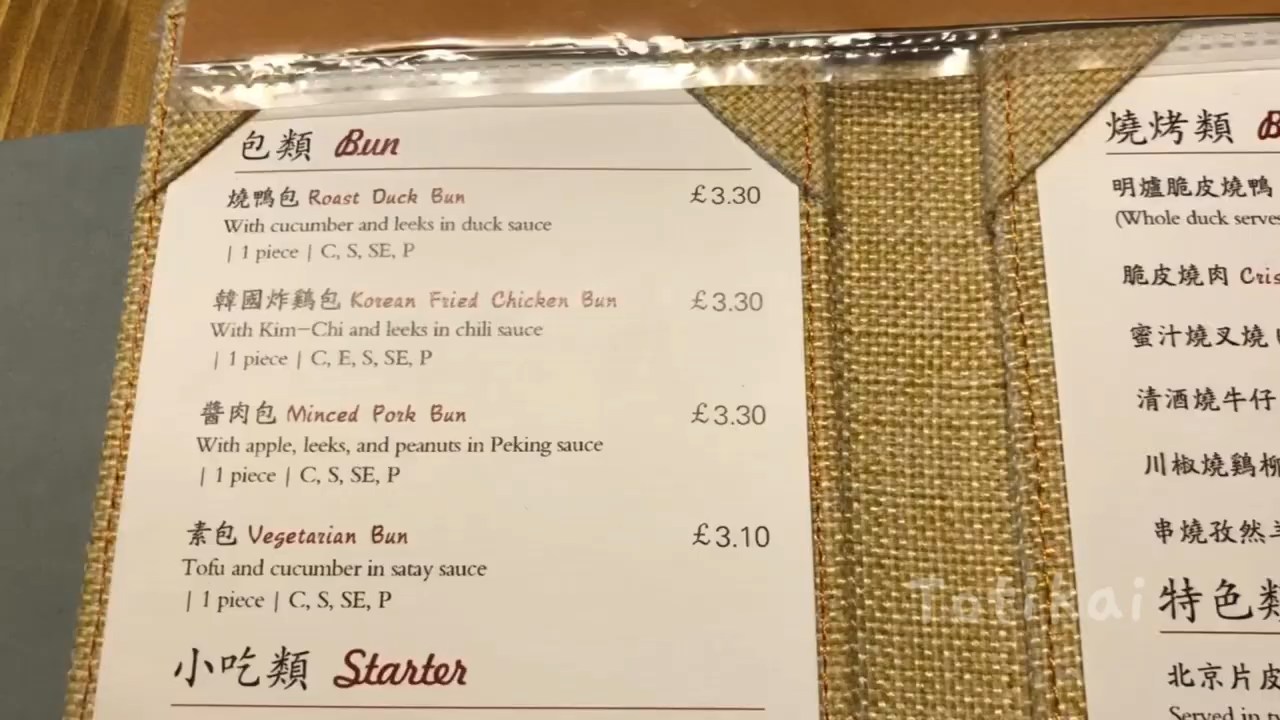 包類 Bun
燒鴨包 Roast Duck Bun £3.30
With cucumber and leeks in duck sauce
| 1 piece | C, S, SE, P
韓國炸鷄包 Korean Fried Chicken Bun £3.30
With Kim-Chi and leeks in chili sauce
| 1 piece | C, E, S, SE, P
醬肉包 Minced Pork Bun £3.30
With apple, leeks, and peanuts in Peking sauce
| 1 piece | C, S, SE, P
素包 Vegetarian Bun £3.10
Tofu and cucumber in satay sauce
| 1 piece | C, S, SE, P
小吃類 Starter
燒烤類
明爐脆皮燒鴨
(Whole duck
脆皮燒肉
蜜汁燒叉燒
清酒燒牛仔
川椒燒鷄柳
串燒孜然
特色類
北京片皮
Served in
Totikai